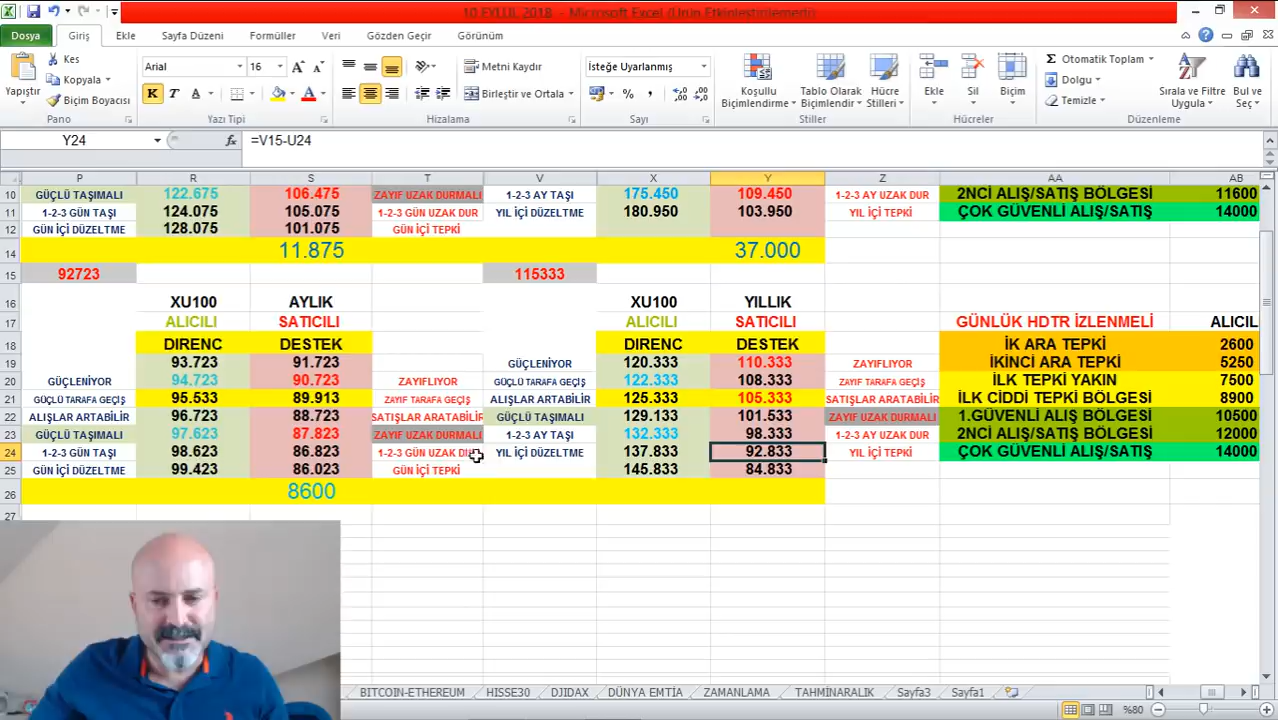 10 EYLÜL 2018 - Microsoft Excel (Ürün Etkinleştirilemedi)
Dosya Giriş Ekle Sayfa Düzeni Formüller Veri Gözden Geçir Görünüm
Yapıştır Kes Kopyala Biçim Boyacısı Pano
Arial 16 K T A A A A Yazı Tipi
Metni Kaydır Birleştir ve Ortala Hizalama
İsteğe Uyarlanmış % Sayı
Koşullu Biçimlendirme Tablo Olarak Biçimlendir Hücre Stilleri Stiller
Ekle Sil Biçim Hücreler
Otomatik Toplam Dolgu Temizle Sırala ve Filtre Uygula Bul ve Seç Düzenleme
Y24 fx =V15-U24
P R S T V X Y Z AA AB
10 GÜÇLÜ TAŞIMALI 122.675 106.475 ZAYIF UZAK DURMALI 1-2-3 AY TAŞI 175.450 109.450 1-2-3 AY UZAK DUR 2NCİ ALIŞ/SATIŞ BÖLGESİ 11600
11 1-2-3 GÜN TAŞI 124.075 105.075 1-2-3 GÜN UZAK DUR YIL İÇİ DÜZELTME 180.950 103.950 YIL İÇİ TEPKİ ÇOK GÜVENLİ ALIŞ/SATIŞ 14000
12 GÜN İÇİ DÜZELTME 128.075 101.075 GÜN İÇİ TEPKİ
14 11.875 37.000
15 92723 115333
16 XU100 AYLIK XU100 YILLIK
17 ALICILI SATICILI ALICILI SATICILI GÜNLÜK HDTR İZLENMELİ ALICIL
18 DIRENC DESTEK DIRENC DESTEK İK ARA TEPKİ 2600
19 93.723 91.723 GÜÇLENİYOR 120.333 110.333 ZAYIFLIYOR İKİNCİ ARA TEPKİ 5250
20 GÜÇLENİYOR 94.723 90.723 ZAYIFLIYOR GÜÇLÜ TARAFA GEÇİŞ 122.333 108.333 ZAYIF TARAFA GEÇİŞ İLK TEPKİ YAKIN 7500
21 GÜÇLÜ TARAFA GEÇİŞ 95.533 89.913 ZAYIF TARAFA GEÇİŞ ALIŞLAR ARTABİLİR 125.333 105.333 SATIŞLAR ARATABİLİR İLK CİDDİ TEPKİ BÖLGESİ 8900
22 ALIŞLAR ARTABİLİR 96.723 88.723 SATIŞLAR ARATABİLİR GÜÇLÜ TAŞIMALI 129.133 101.533 ZAYIF UZAK DURMALI 1.GÜVENLİ ALIŞ BÖLGESİ 10500
23 GÜÇLÜ TAŞIMALI 97.623 87.823 ZAYIF UZAK DURMALI 1-2-3 AY TAŞI 132.333 98.333 1-2-3 AY UZAK DUR 2NCİ ALIŞ/SATIŞ BÖLGESİ 12000
24 1-2-3 GÜN TAŞI 98.623 86.823 1-2-3 GÜN UZAK YIL İÇİ DÜZELTME 137.833 92.833 YIL İÇİ TEPKİ ÇOK GÜVENLİ ALIŞ/SATIŞ 14000
25 GÜN İÇİ DÜZELTME 99.423 86.023 GÜN İÇİ TEPKİ 145.833 84.833
26 8600
27
BITCOIN-ETHEREUM HİSSE30 DJIDAX DÜNYA EMTİA ZAMANLAMA TAHMİNARALIK Sayfa3 Sayfa1
%80